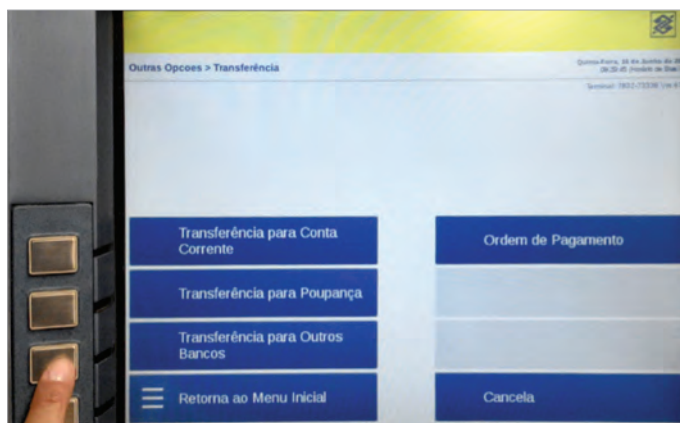 Outras Opcoes > Transferência
Transferência para Conta
Corrente
Ordem de Pagamento
Transferência para Poupança
Transferência para Outros
Bancos
Retorna ao Menu Inicial
Cancela